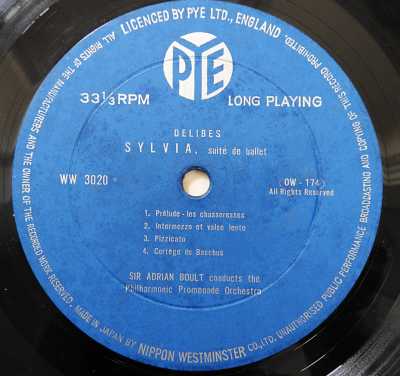 LICENCED BY PYE LTD., ENGLAND.
PYE
33⅓ RPM
LONG PLAYING
DELIBES
SYLVIA, suite de ballet
WW 3020
OW-174
All Rights Reserved
1. Prélude - les chasseresses
2. Intermezzo et valse lente
3. Pizzicato
4. Cortège de Bacchus
SIR ADRIAN BOULT conducts the
Philharmonic Promenade Orchestra
ALL RIGHTS OF THE MANUFACTURERS AND THE OWNER OF THE RECORDED WORK RESERVED.
UNAUTHORISED PUBLIC PERFORMANCE BROADCASTING AND COPYING OF THIS RECORD PROHIBITED.
MADE IN JAPAN BY NIPPON WESTMINSTER CO., LTD.